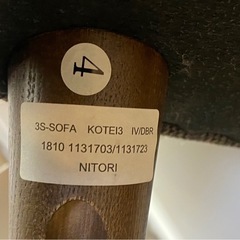 4
3S-SOFA KOTEI3 IV/DBR
1810 1131703/1131723
NITORI